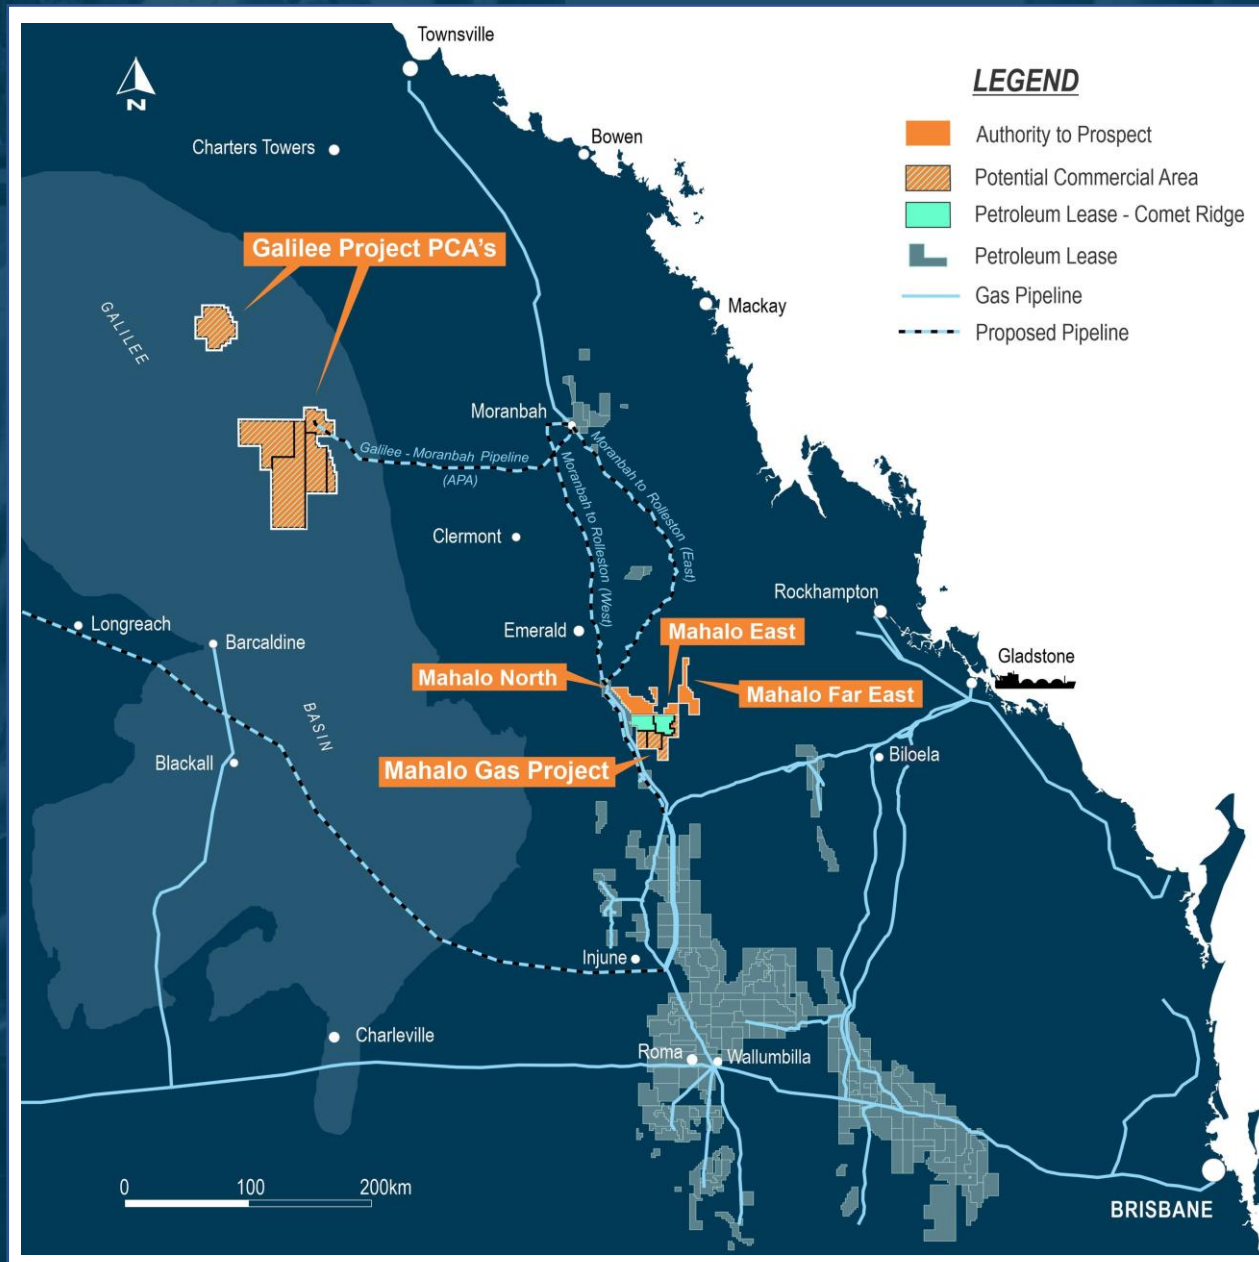 Townsville
N
Charters Towers
Bowen
LEGEND
Authority to Prospect
Potential Commercial Area
Petroleum Lease - Comet Ridge
Petroleum Lease
Gas Pipeline
Proposed Pipeline
Galilee Project PCA's
GALILEE
Mackay
Moranbah
Galilee - Moranbah Pipeline
(APA)
Moranbah to Rolleston (West)
Moranbah to Rolleston (East)
Clermont
Rockhampton
Longreach
Barcaldine
Emerald
Mahalo East
Gladstone
Mahalo North
Mahalo Far East
BASIN
Blackall
Mahalo Gas Project
Biloela
Injune
Charleville
Roma
Wallumbilla
0 100 200km
BRISBANE